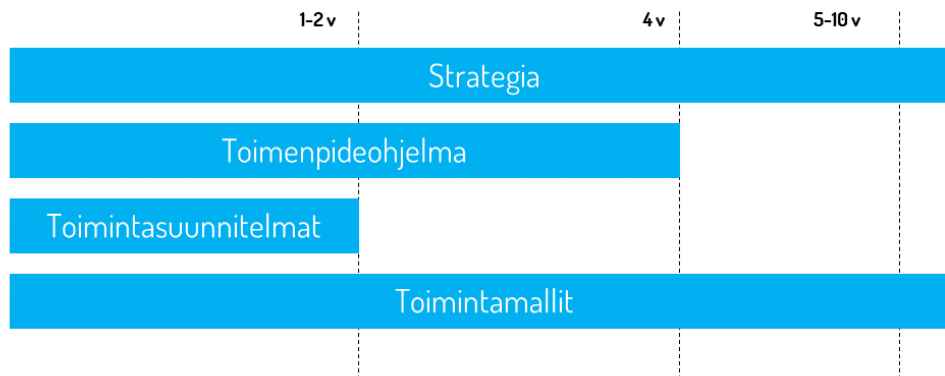 1-2 v
4 v
5-10 v
Strategia
Toimenpideohjelma
Toimintasuunnitelmat
Toimintamallit